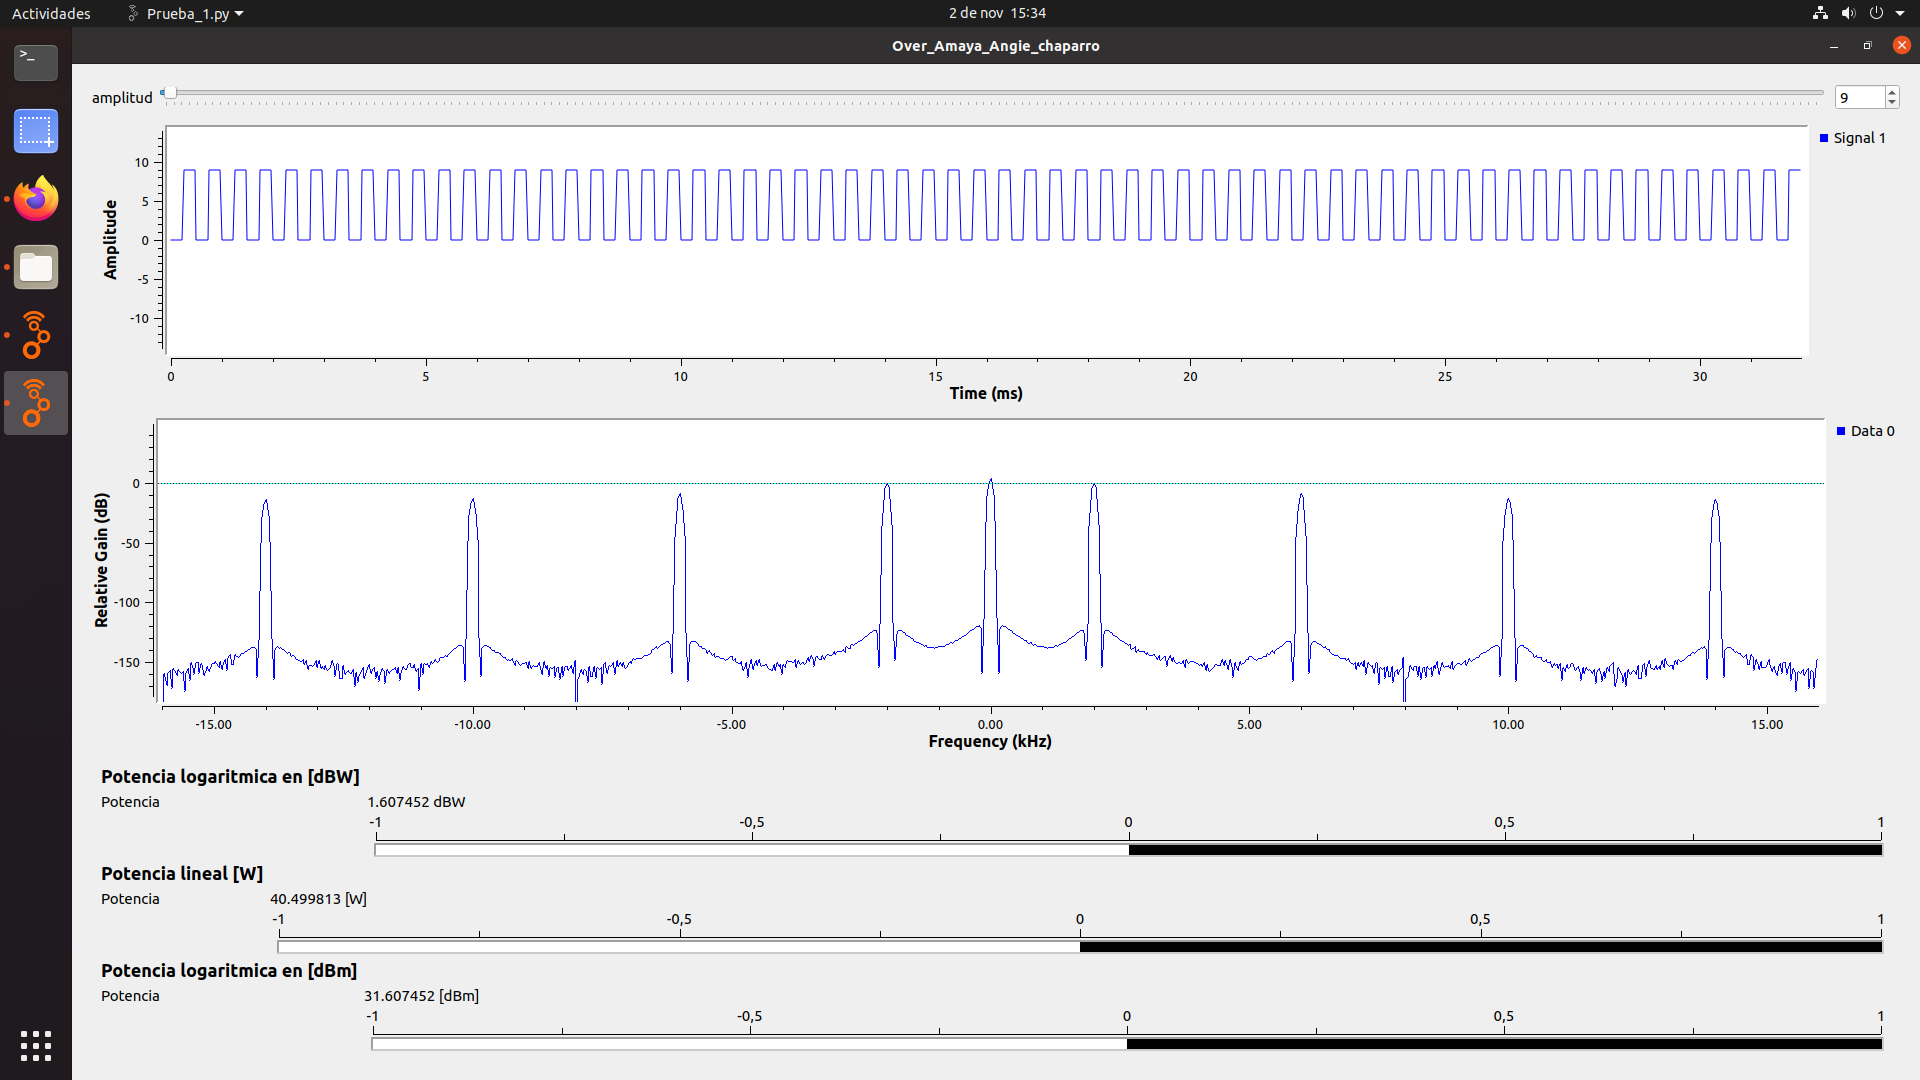 Actividades Prueba_1.py 2 de nov 15:34
Over_Amaya_Angie_chaparro
amplitud 9
Signal 1
10
5
0
-5
-10
Amplitude
0 5 10 15 20 25 30
Time (ms)
Data 0
0
-50
-100
-150
Relative Gain (dB)
-15.00 -10.00 -5.00 0.00 5.00 10.00 15.00
Frequency (kHz)
Potencia logaritmica en [dBW]
Potencia 1.607452 dBW
-1 -0,5 0 0,5 1
Potencia lineal [W]
Potencia 40.499813 [W]
-1 -0,5 0 0,5 1
Potencia logaritmica en [dBm]
Potencia 31.607452 [dBm]
-1 -0,5 0 0,5 1